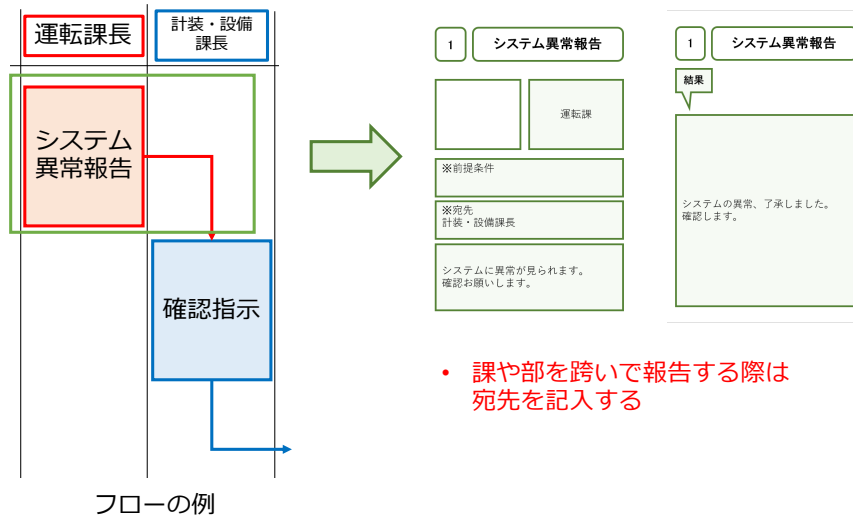 運転課長
計装・設備
課長
システム
異常報告
確認指示
フローの例
1
システム異常報告
運転課
※前提条件
※宛先
計装・設備課長
システムに異常が見られます。
確認お願いします。
1
システム異常報告
結果
システムの異常、了承しました。
確認します。
• 課や部を跨いで報告する際は
宛先を記入する